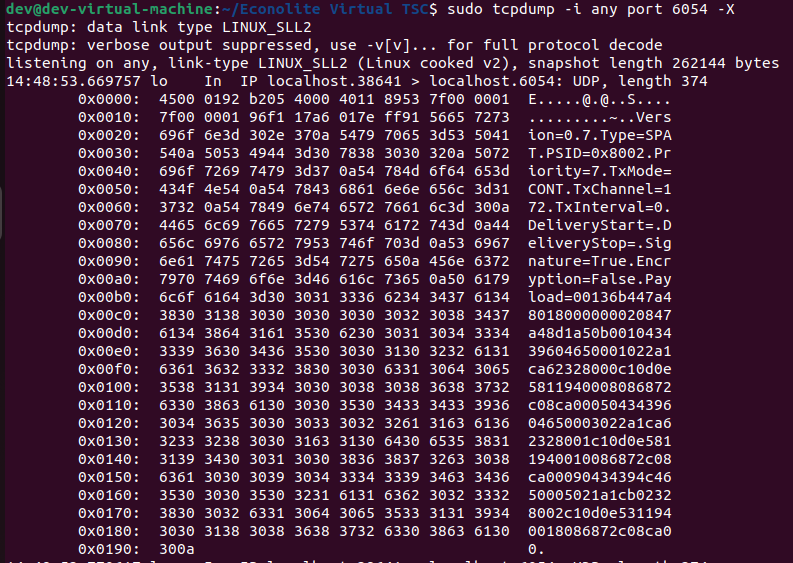 dev@dev-virtual-machine:~/Econolite Virtual TSC$ sudo tcpdump -i any port 6054 -X
tcpdump: data link type LINUX_SLL2
tcpdump: verbose output suppressed, use -v[v]... for full protocol decode
listening on any, link-type LINUX_SLL2 (Linux cooked v2), snapshot length 262144 bytes
14:48:53.669757 lo    In  IP localhost.38641 > localhost.6054: UDP, length 374
0x0000:  4500 0192 b205 4000 4011 8953 7f00 0001  E.....@.@..S....
0x0010:  7f00 0001 96f1 17a6 017e ff91 5665 7273  .........~..Vers
0x0020:  696f 6e3d 302e 370a 5479 7065 3d53 5041  ion=0.7.Type=SPA
0x0030:  540a 5053 4944 3d30 7838 3030 320a 5072  T.PSID=0x8002.Pr
0x0040:  696f 7269 7479 3d37 0a54 784d 6f64 653d  iority=7.TxMode=
0x0050:  434f 4e54 0a54 7843 6861 6e6e 656c 3d31  CONT.TxChannel=1
0x0060:  3732 0a54 7849 6e74 6572 7661 6c3d 300a  72.TxInterval=0.
0x0070:  4465 6c69 7665 7279 5374 6172 743d 0a44  DeliveryStart=.D
0x0080:  656c 6976 6572 7953 746f 703d 0a53 6967  eliveryStop=.Sig
0x0090:  6e61 7475 7265 3d54 7275 650a 456e 6372  nature=True.Encr
0x00a0:  7970 7469 6f6e 3d46 616c 7365 0a50 6179  yption=False.Pay
0x00b0:  6c6f 6164 3d30 3031 3336 6234 3437 6134  load=00136b447a4
0x00c0:  3830 3138 3030 3030 3030 3032 3038 3437  8018000000020847
0x00d0:  6134 3864 3161 3530 6230 3031 3034 3334  a48d1a50b0010434
0x00e0:  3339 3630 3436 3530 3030 3130 3232 6131  39604650001022a1
0x00f0:  6361 3632 3332 3830 3030 6331 3064 3065  ca62328000c10d0e
0x0100:  3538 3131 3934 3030 3038 3038 3638 3732  5811940008086872
0x0110:  6330 3863 6130 3030 3530 3433 3433 3936  c08ca00050434396
0x0120:  3034 3635 3030 3033 3032 3261 3163 6136  04650003022a1ca6
0x0130:  3233 3238 3030 3163 3130 6430 6535 3831  2328001c10d0e581
0x0140:  3139 3430 3031 3030 3836 3837 3263 3038  1940010086872c08
0x0150:  6361 3030 3039 3034 3334 3339 3463 3436  ca00090434394c46
0x0160:  3530 3030 3530 3231 6131 6362 3032 3332  50005021a1cb0232
0x0170:  3830 3032 6331 3064 3065 3533 3131 3934  8002c10d0e531194
0x0180:  3030 3138 3038 3638 3732 6330 3863 6130  0018086872c08ca0
0x0190:  300a                                     0.